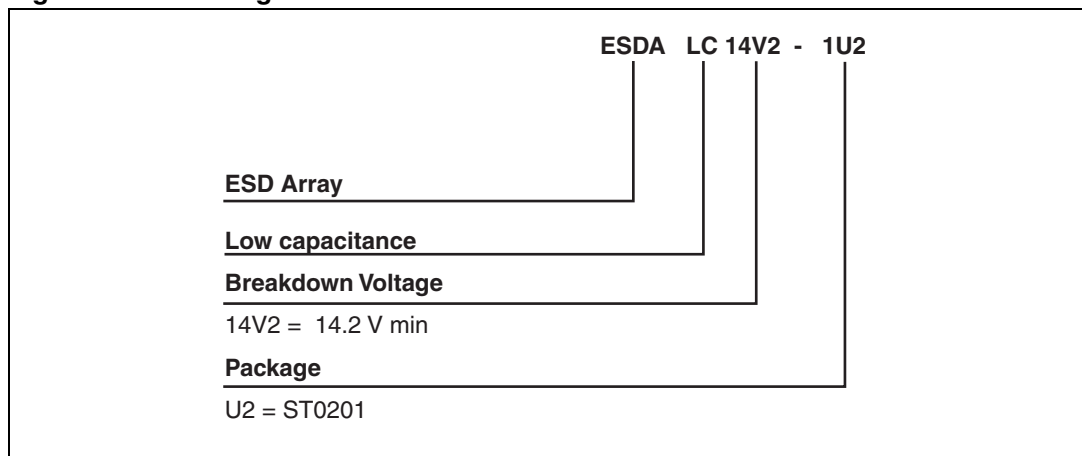 ESDA LC 14V2 - 1U2
ESD Array
Low capacitance
Breakdown Voltage
14V2 = 14.2 V min
Package
U2 = ST0201